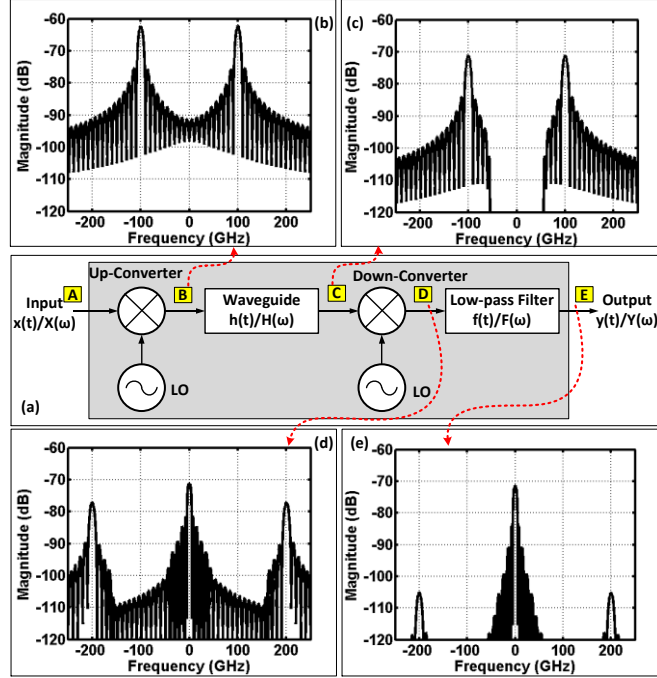 -60
-70
-80
-90
-100
-110
-120
Magnitude (dB)
-200 -100 0 100 200
Frequency (GHz)
(b)
-60
-70
-80
-90
-100
-110
-120
Magnitude (dB)
-200 -100 0 100 200
Frequency (GHz)
(c)
Up-Converter
Down-Converter
A
B
C
D
E
Input
x(t)/X(ω)
Waveguide
h(t)/H(ω)
Low-pass Filter
f(t)/F(ω)
Output
y(t)/Y(ω)
LO
LO
(a)
-60
-70
-80
-90
-100
-110
-120
Magnitude (dB)
-200 -100 0 100 200
Frequency (GHz)
(d)
-60
-70
-80
-90
-100
-110
-120
Magnitude (dB)
-200 -100 0 100 200
Frequency (GHz)
(e)